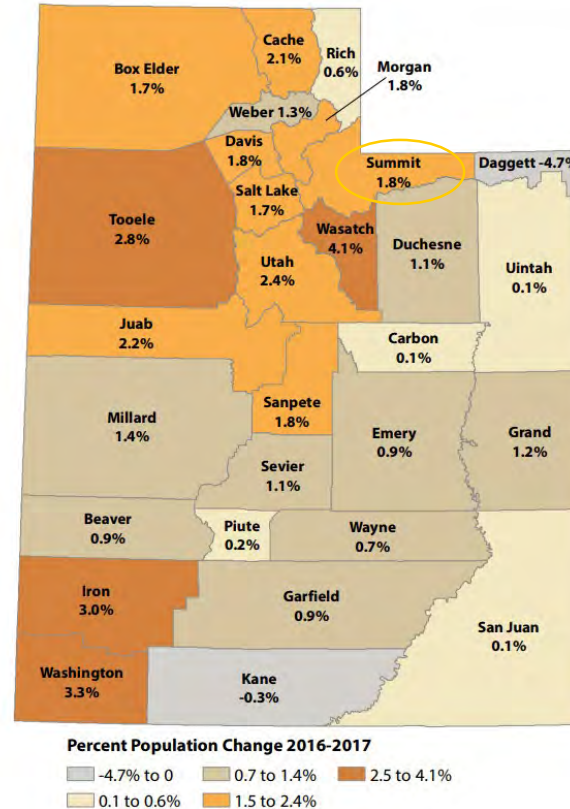 Cache
2.1%
Rich
0.6%
Box Elder
1.7%
Morgan
1.8%
Weber 1.3%
Davis
1.8%
Summit
1.8%
Daggett -4.7%
Salt Lake
1.7%
Tooele
2.8%
Wasatch
4.1%
Duchesne
1.1%
Uintah
0.1%
Utah
2.4%
Juab
2.2%
Carbon
0.1%
Sanpete
1.8%
Millard
1.4%
Emery
0.9%
Grand
1.2%
Sevier
1.1%
Beaver
0.9%
Piute
0.2%
Wayne
0.7%
Iron
3.0%
Garfield
0.9%
San Juan
0.1%
Washington
3.3%
Kane
-0.3%
Percent Population Change 2016-2017
-4.7% to 0
0.7 to 1.4%
2.5 to 4.1%
0.1 to 0.6%
1.5 to 2.4%